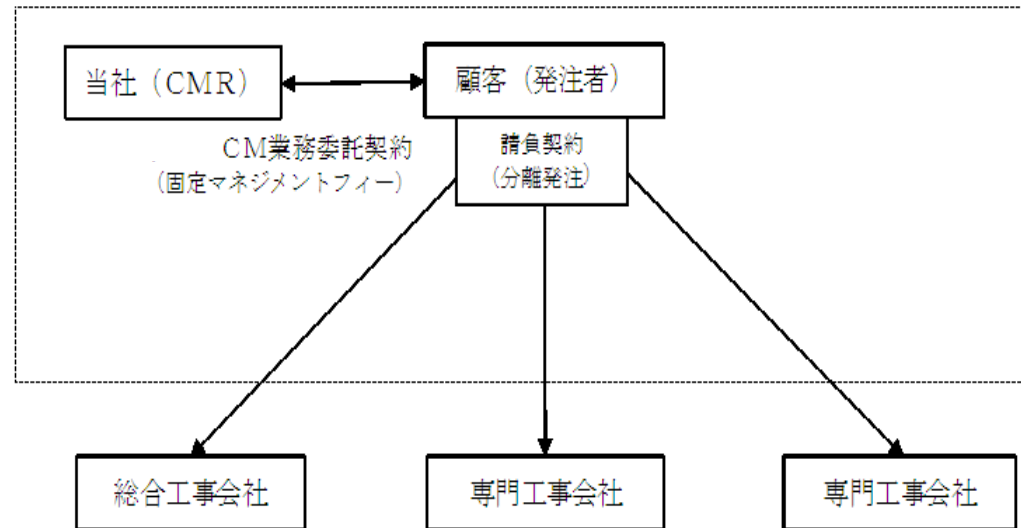 当社（CMR）
顧客（発注者）
CM業務委託契約
（固定マネジメントフィー）
請負契約
（分離発注）
総合工事会社
専門工事会社
専門工事会社